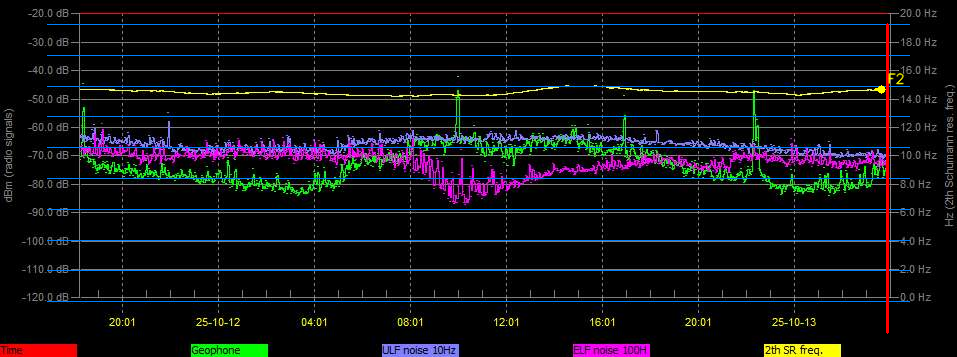 -20.0 dB 20.0 Hz
-30.0 dB 18.0 Hz
-40.0 dB 16.0 Hz
F2
-50.0 dB 14.0 Hz
-60.0 dB 12.0 Hz
-70.0 dB 10.0 Hz
-80.0 dB 8.0 Hz
-90.0 dB 6.0 Hz
-100.0 dB 4.0 Hz
-110.0 dB 2.0 Hz
-120.0 dB 0.0 Hz
dBm (radio signals)
Hz (2th Schumann res. freq.)
20:01 25-10-12 04:01 08:01 12:01 16:01 20:01 25-10-13
Time Geophone ULF noise 10Hz ELF noise 100H 2th SR freq.